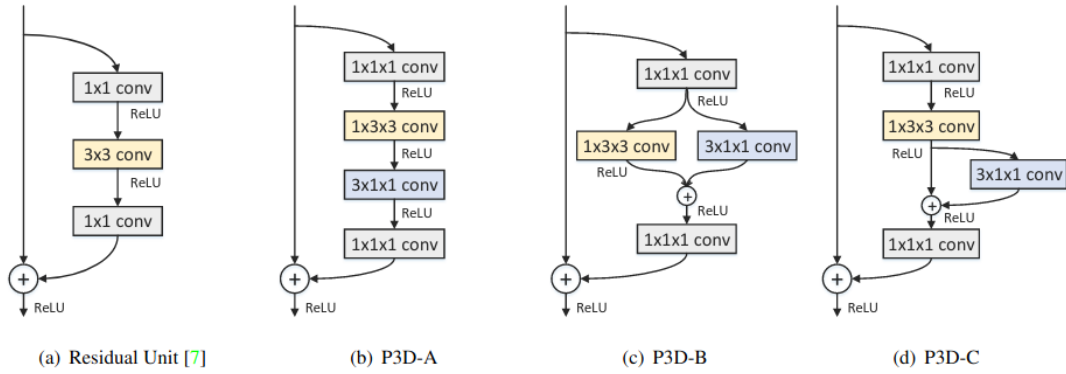 1x1 conv
ReLU
3x3 conv
ReLU
1x1 conv
+
ReLU
(a) Residual Unit [7]
1x1x1 conv
ReLU
1x3x3 conv
ReLU
3x1x1 conv
ReLU
1x1x1 conv
+
ReLU
(b) P3D-A
1x1x1 conv
ReLU
1x3x3 conv
3x1x1 conv
ReLU
+
ReLU
1x1x1 conv
+
ReLU
(c) P3D-B
1x1x1 conv
ReLU
1x3x3 conv
ReLU
3x1x1 conv
+
ReLU
1x1x1 conv
+
ReLU
(d) P3D-C